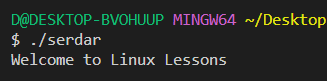 D@DESKTOP-BVOHUUP MINGW64 ~/Desktop
$ ./serdar
Welcome to Linux Lessons